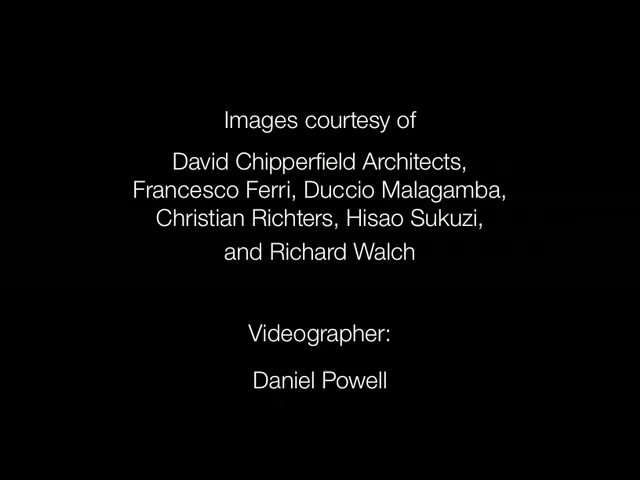 Images courtesy of
David Chipperfield Architects,
Francesco Ferri, Duccio Malagamba,
Christian Richters, Hisao Sukuzi,
and Richard Walch
Videographer:
Daniel Powell